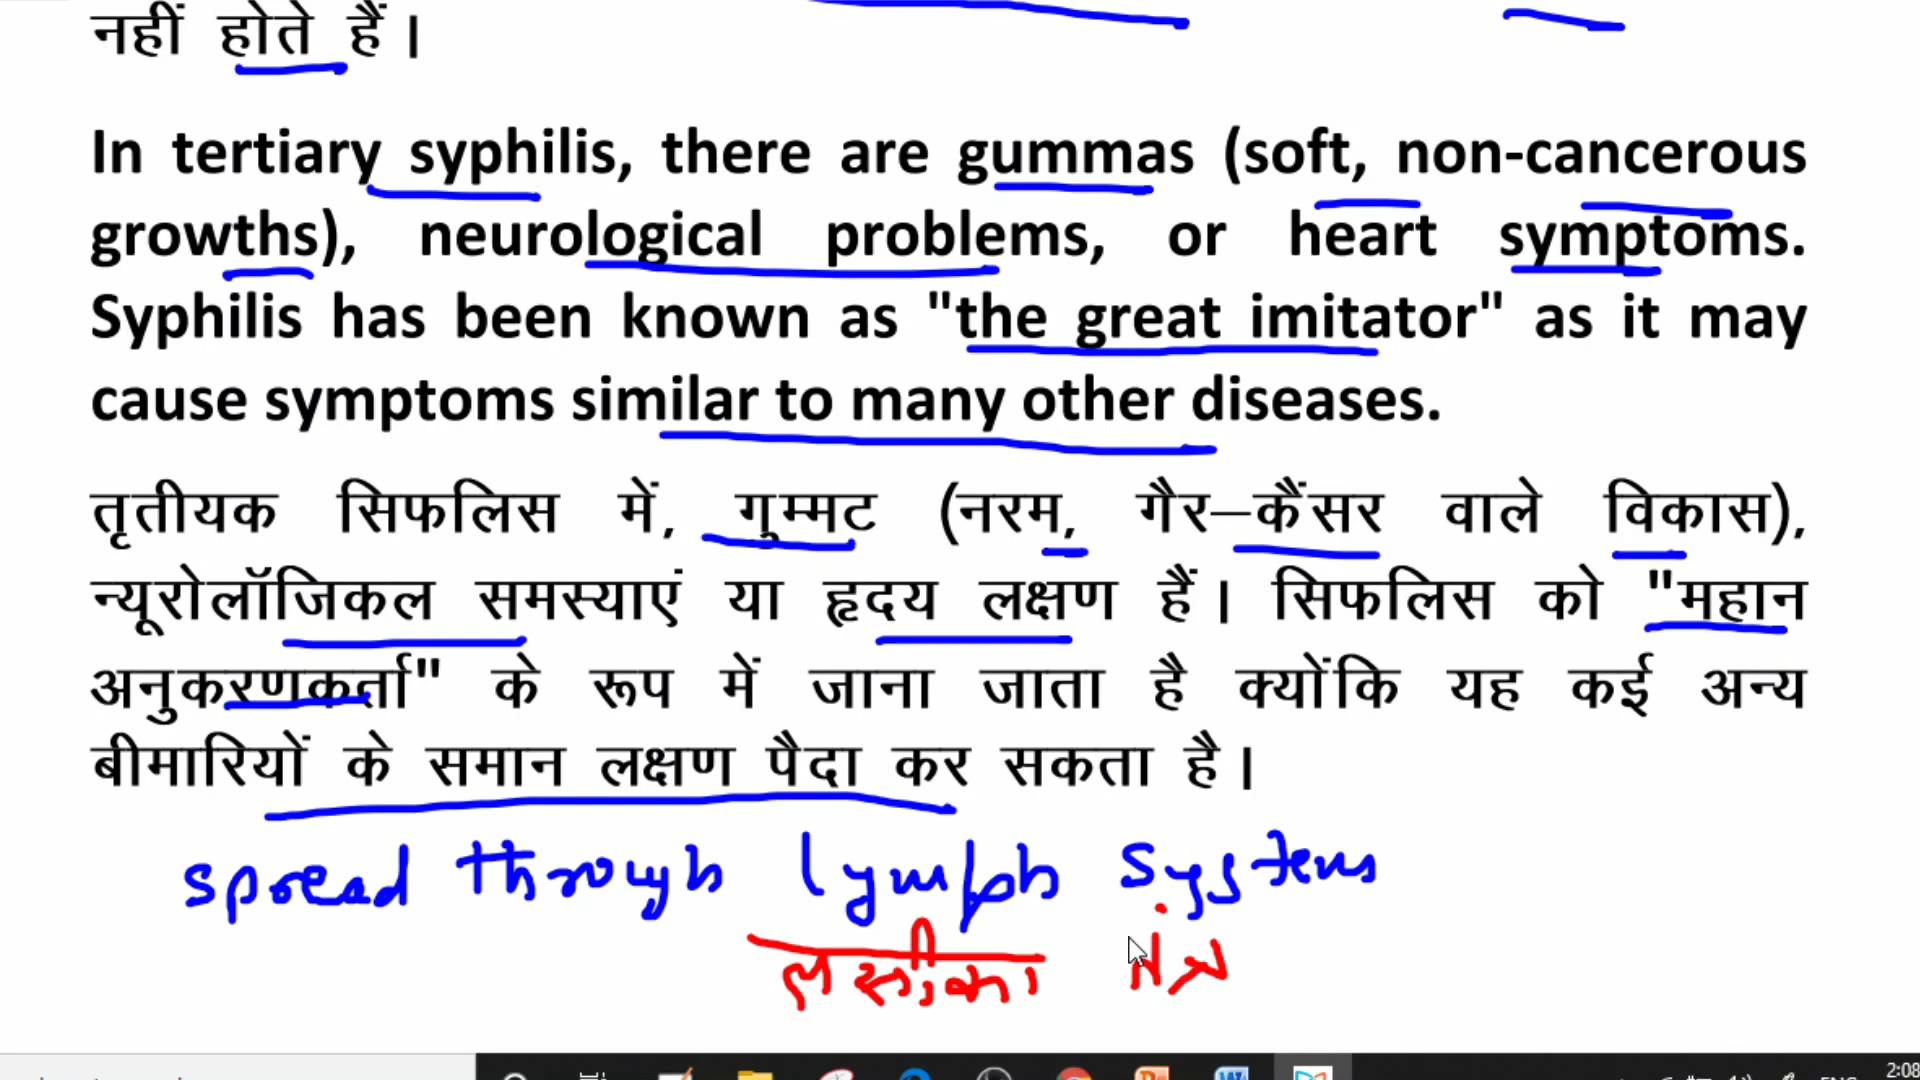 नहीं होते हैं।
In tertiary syphilis, there are gummas (soft, non-cancerous
growths), neurological problems, or heart symptoms.
Syphilis has been known as "the great imitator" as it may
cause symptoms similar to many other diseases.
तृतीयक सिफलिस में, गुम्मट (नरम, गैर–कैंसर वाले विकास),
न्यूरोलॉजिकल समस्याएं या हृदय लक्षण हैं। सिफलिस को "महान
अनुकरणकर्ता" के रूप में जाना जाता है क्योंकि यह कई अन्य
बीमारियों के समान लक्षण पैदा कर सकता है।
spread through lymph system
लसीका तंत्र
2:08